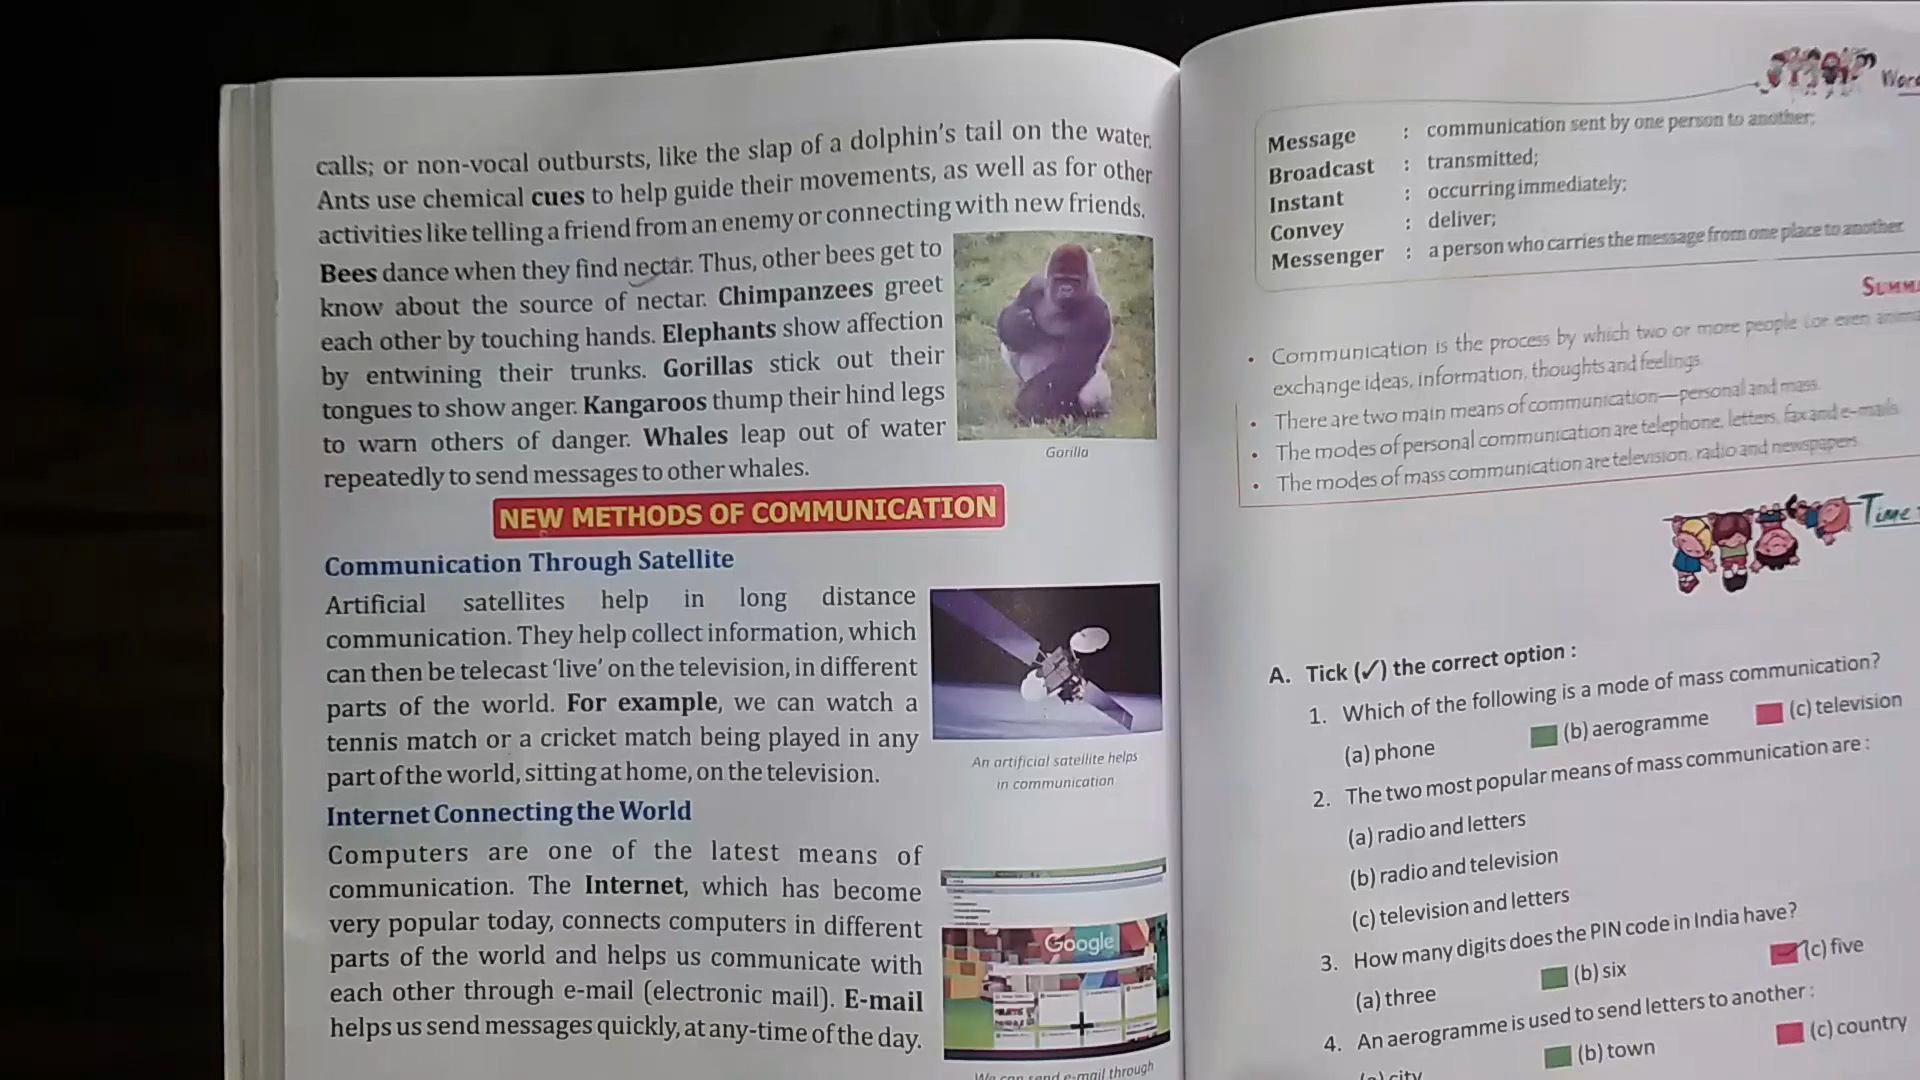 calls; or non-vocal outbursts, like the slap of a dolphin's tail on the water.
Ants use chemical cues to help guide their movements, as well as for other
activities like telling a friend from an enemy or connecting with new friends.
Bees dance when they find nectar. Thus, other bees get to
know about the source of nectar. Chimpanzees greet
each other by touching hands. Elephants show affection
by entwining their trunks. Gorillas stick out their
tongues to show anger. Kangaroos thump their hind legs
to warn others of danger. Whales leap out of water
repeatedly to send messages to other whales.
Gorilla
NEW METHODS OF COMMUNICATION
Communication Through Satellite
Artificial satellites help in long distance
communication. They help collect information, which
can then be telecast 'live' on the television, in different
parts of the world. For example, we can watch a
tennis match or a cricket match being played in any
part of the world, sitting at home, on the television.
An artificial satellite helps
in communication
Internet Connecting the World
Computers are one of the latest means of
communication. The Internet, which has become
very popular today, connects computers in different
parts of the world and helps us communicate with
each other through e-mail (electronic mail). E-mail
helps us send messages quickly, at any-time of the day.
Google
We can send e-mail through
Message : communication sent by one person to another;
Broadcast : transmitted;
Instant : occurring immediately;
Convey : deliver;
Messenger : a person who carries the message from one place to another.
• Communication is the process by which two or more people (or even
exchange ideas, information, thoughts and feelings.
• There are two main means of communication—personal and mass.
• The modes of personal communication are telephone, letters, fax and e-mails.
• The modes of mass communication are television, radio and newspapers.
Time
A. Tick (✓) the correct option :
1. Which of the following is a mode of mass communication?
(a) phone (b) aerogramme (c) television
2. The two most popular means of mass communication are :
(a) radio and letters
(b) radio and television
(c) television and letters
3. How many digits does the PIN code in India have?
(a) three (b) six (c) five
4. An aerogramme is used to send letters to another :
(a) city (b) town (c) country